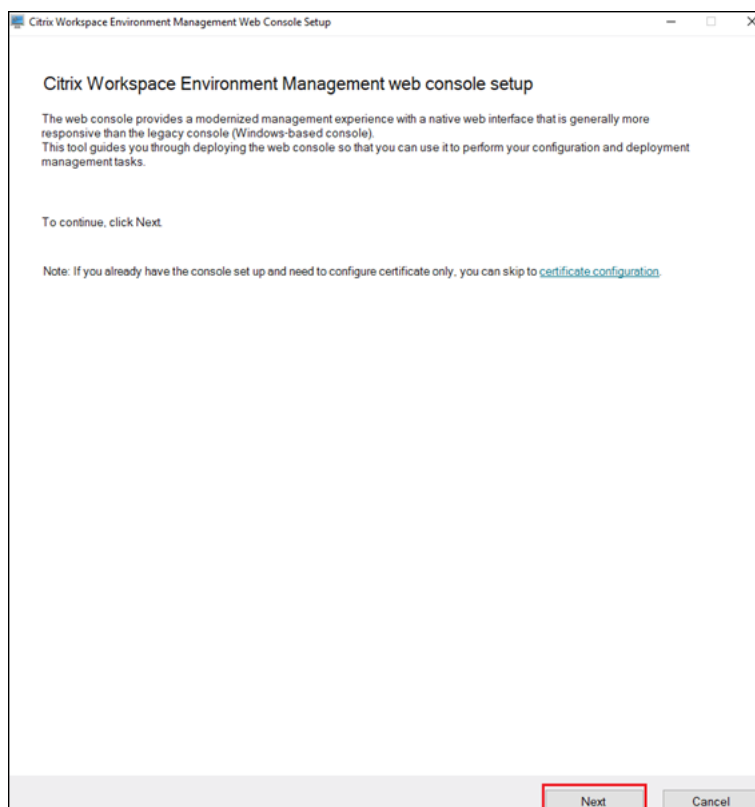 Citrix Workspace Environment Management Web Console Setup
Citrix Workspace Environment Management web console setup
The web console provides a modernized management experience with a native web interface that is generally more
responsive than the legacy console (Windows-based console).
This tool guides you through deploying the web console so that you can use it to perform your configuration and deployment
management tasks.
To continue, click Next.
Note: If you already have the console set up and need to configure certificate only, you can skip to certificate configuration.
Next
Cancel